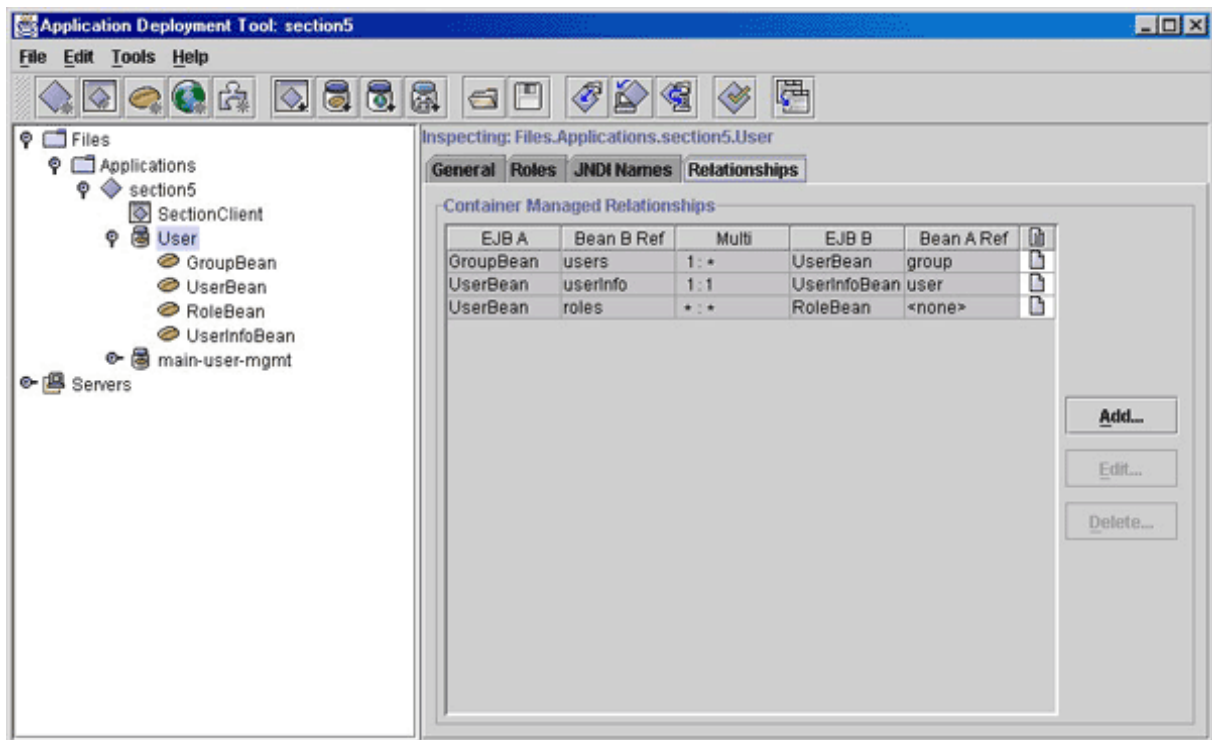 Application Deployment Tool: section5
File Edit Tools Help
Files
Applications
section5
SectionClient
User
GroupBean
UserBean
RoleBean
UserInfoBean
main-user-mgmt
Servers
Inspecting: Files.Applications.section5.User
General Roles JNDI Names Relationships
Container Managed Relationships
EJB A Bean B Ref Multi EJB B Bean A Ref
GroupBean users 1 : * UserBean group
UserBean userInfo 1 : 1 UserInfoBean user
UserBean roles * : * RoleBean <none>
Add...
Edit...
Delete...